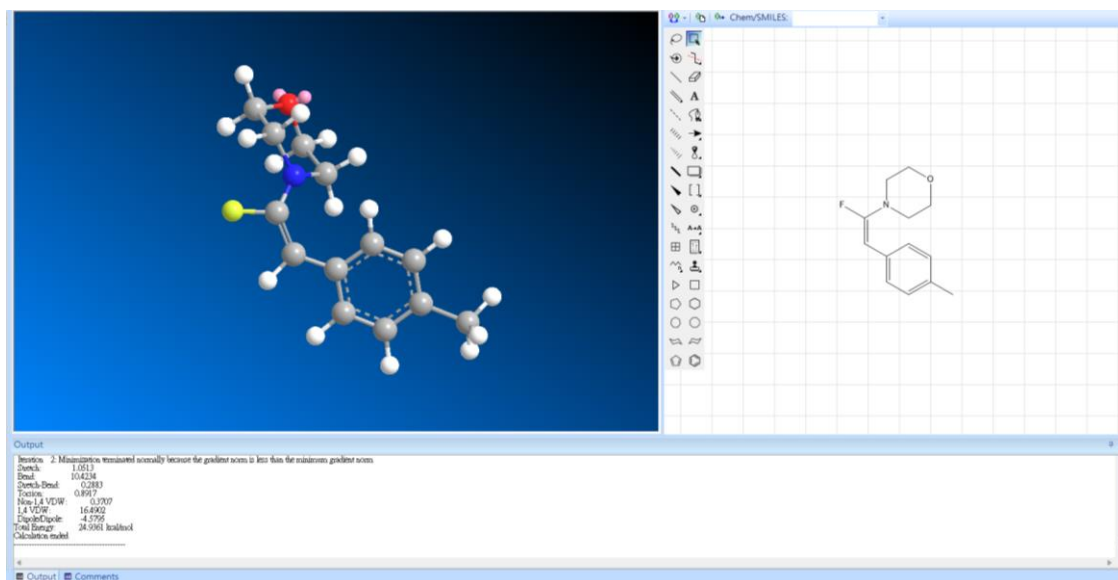 Chem/SMILES:
A
A→A
O
F
N
Output
Iteration 2: Minimization terminated normally because the gradient norm is less than the minimum gradient norm
Stretch: 1.0513
Bend: 10.4234
Stretch-Bend: 0.2883
Torsion: 0.8917
Non-1,4 VDW: 0.3707
1,4 VDW: 16.4902
Dipole/Dipole: -4.5795
Total Energy: 24.9361 kcal/mol
Calculation ended
Output Comments